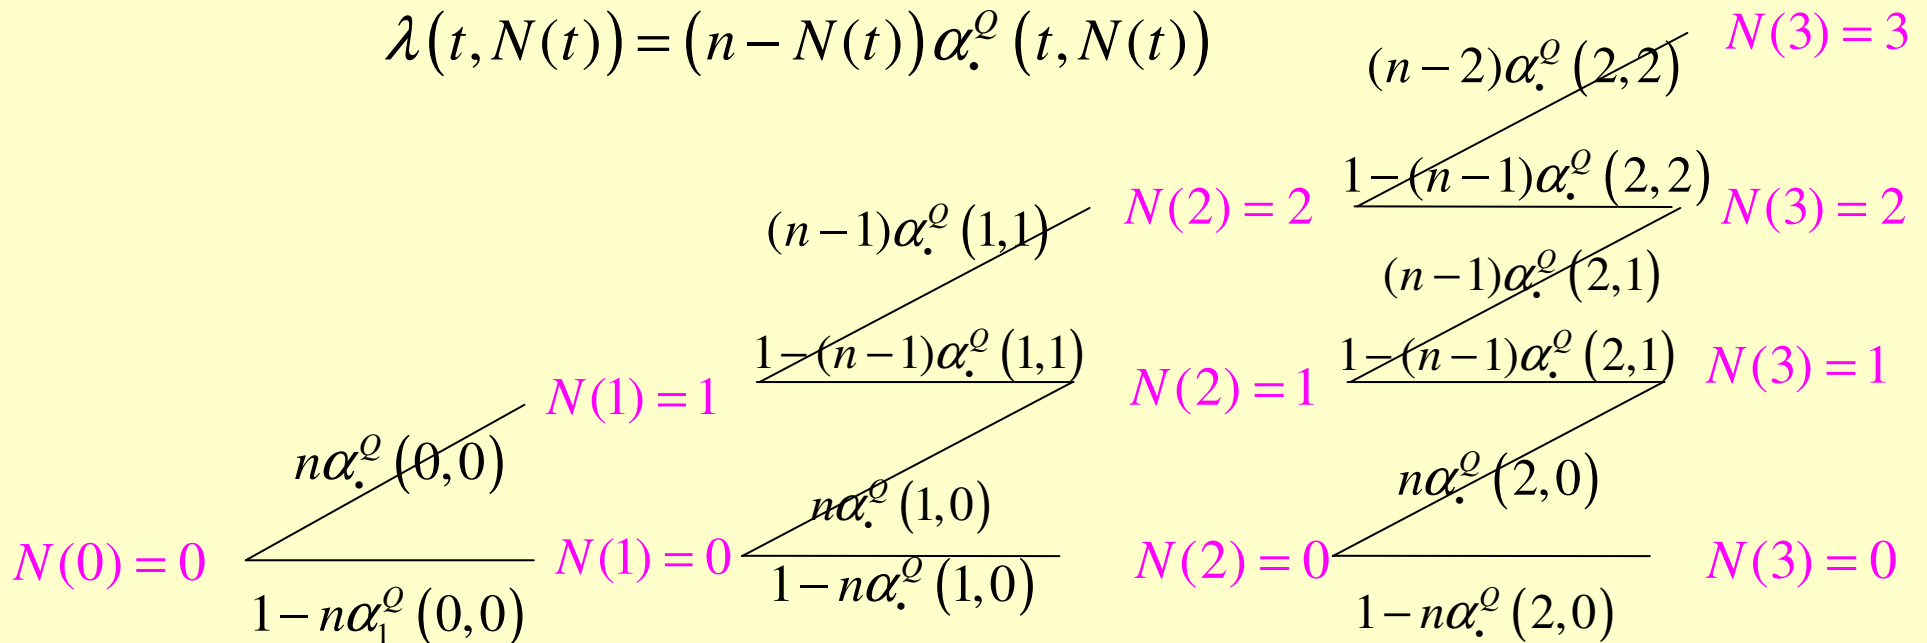 λ(t, N(t)) = (n − N(t)) α.^Q (t, N(t))
N(3) = 3
(n − 2)α.^Q (2,2)
1 − (n − 1)α.^Q (2,2)
(n − 1)α.^Q (1,1)
N(2) = 2
N(3) = 2
(n − 1)α.^Q (2,1)
1 − (n − 1)α.^Q (1,1)
1 − (n − 1)α.^Q (2,1)
N(3) = 1
N(1) = 1
N(2) = 1
nα.^Q (0,0)
nα.^Q (1,0)
nα.^Q (2,0)
N(0) = 0
N(1) = 0
N(2) = 0
N(3) = 0
1 − nα₁^Q (0,0)
1 − nα.^Q (1,0)
1 − nα.^Q (2,0)